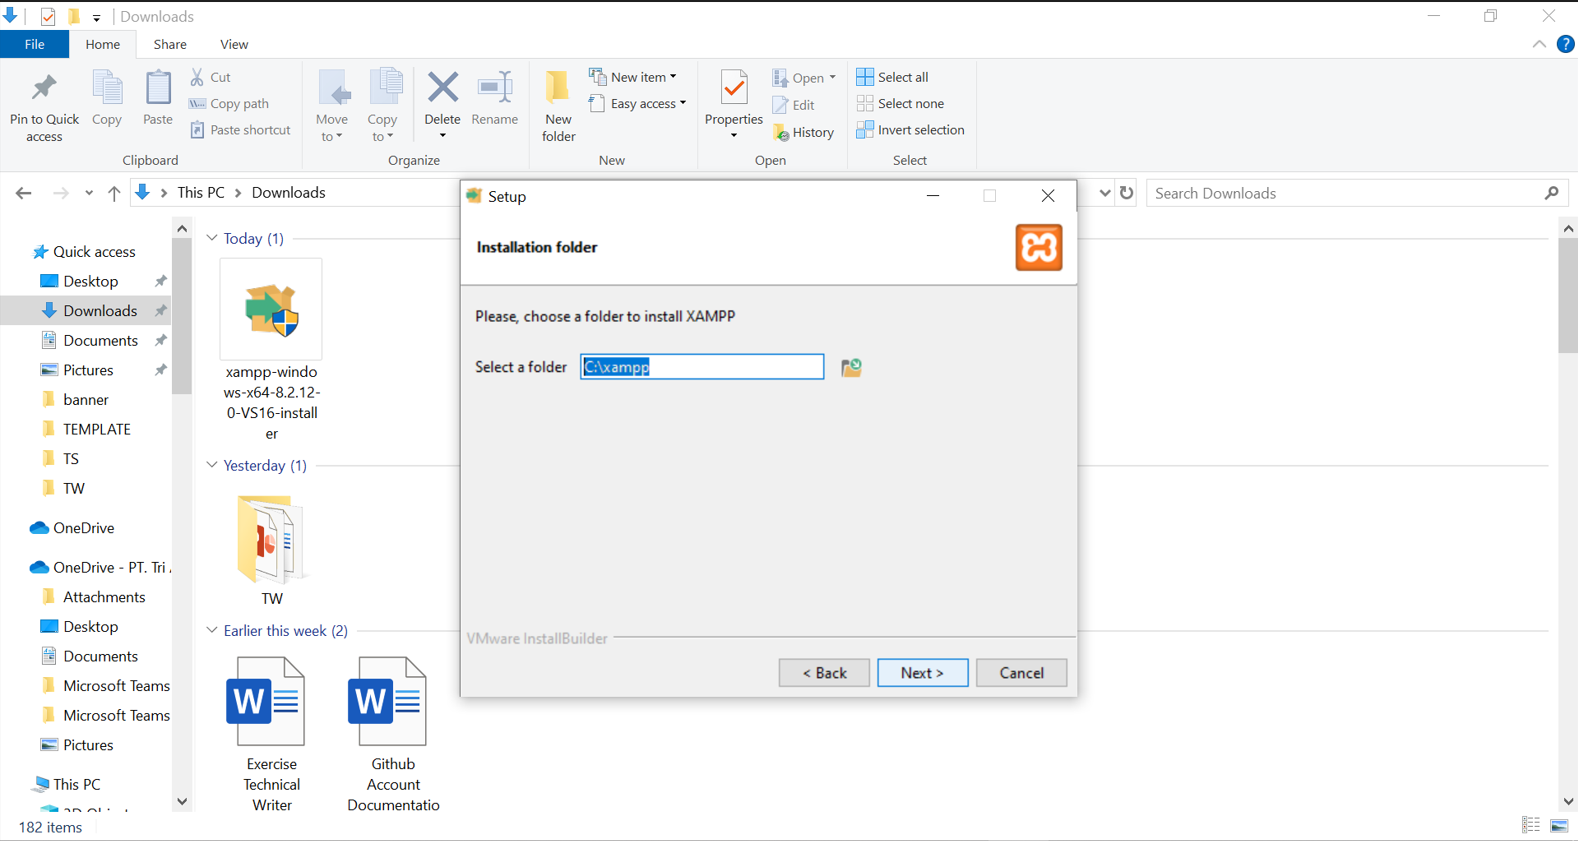 Downloads
File
Home
Share
View
Pin to Quick
access
Copy
Paste
Cut
Copy path
Paste shortcut
Clipboard
Move
to
Copy
to
Delete
Rename
Organize
New
folder
New item
Easy access
New
Properties
Open
Edit
History
Open
Select all
Select none
Invert selection
Select
This PC
Downloads
Search Downloads
Quick access
Desktop
Downloads
Documents
Pictures
banner
TEMPLATE
TS
TW
OneDrive
OneDrive - PT. Tri
Attachments
Desktop
Documents
Microsoft Teams
Microsoft Teams
Pictures
This PC
Today (1)
xampp-windo
ws-x64-8.2.12-
0-VS16-install
er
Yesterday (1)
TW
Earlier this week (2)
Exercise
Technical
Writer
Github
Account
Documentatio
Setup
Installation folder
Please, choose a folder to install XAMPP
Select a folder
C:\xampp
VMware InstallBuilder
< Back
Next >
Cancel
182 items